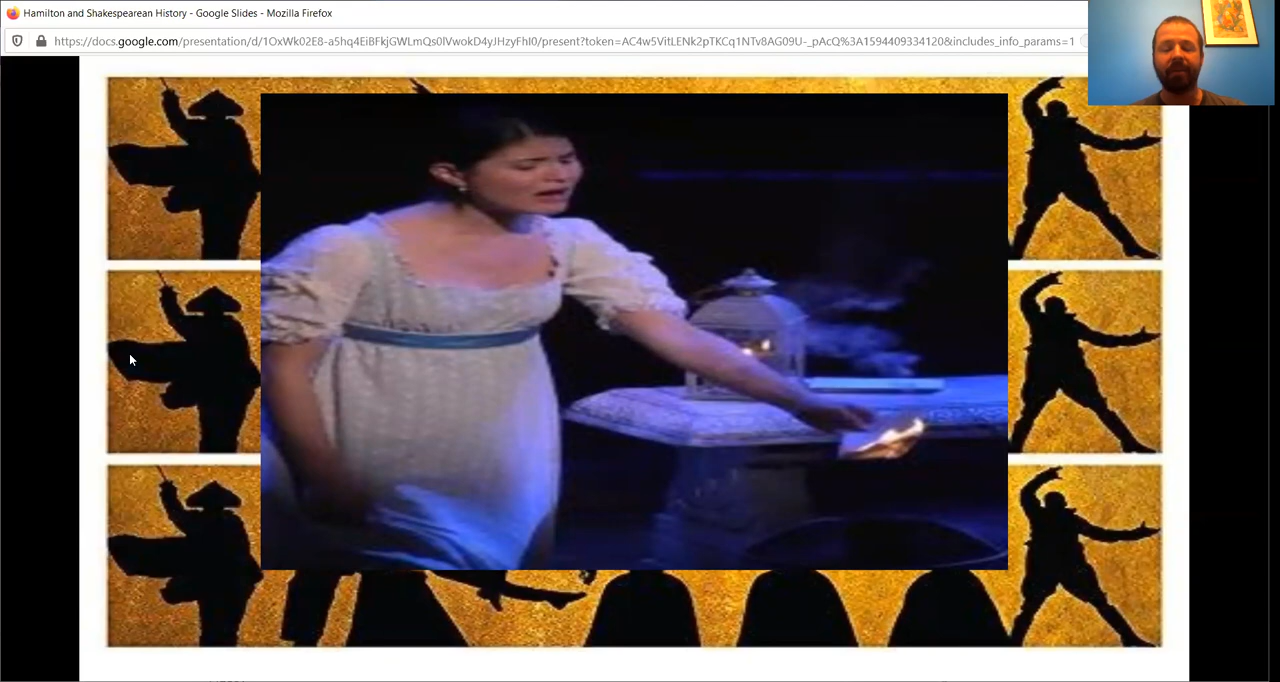 Hamilton and Shakespearean History - Google Slides - Mozilla Firefox
https://docs.google.com/presentation/d/1OxWk02E8-a5hq4EiBFkjGWLmQs0lVwokD4yJHzyFhI0/present?token=AC4w5VitLENk2pTKCq1NTv8AG09U-_pAcQ%3A1594409334120&includes_info_params=1